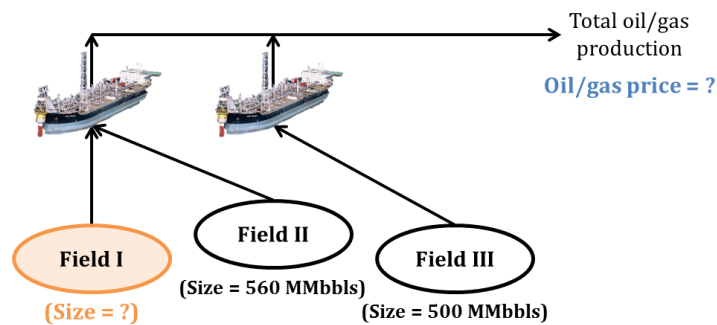 Total oil/gas
production
Oil/gas price = ?
Field I
Field II
Field III
(Size = ?)
(Size = 560 MMbbls)
(Size = 500 MMbbls)